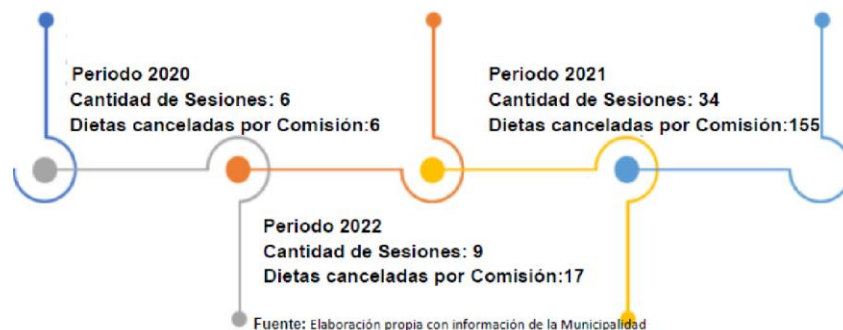 Periodo 2020
Cantidad de Sesiones: 6
Dietas canceladas por Comisión:6
Periodo 2021
Cantidad de Sesiones: 34
Dietas canceladas por Comisión:155
Periodo 2022
Cantidad de Sesiones: 9
Dietas canceladas por Comisión:17
Fuente: Elaboración propia con información de la Municipalidad